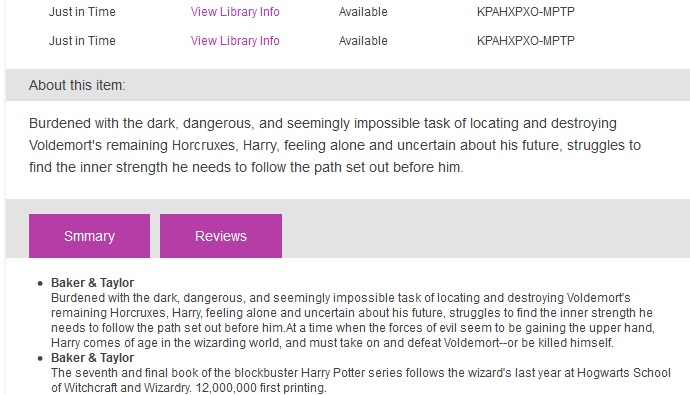 Just in Time View Library Info Available KPAHXPXO-MPTP
Just in Time View Library Info Available KPAHXPXO-MPTP
About this item:
Burdened with the dark, dangerous, and seemingly impossible task of locating and destroying
Voldemort's remaining Horcruxes, Harry, feeling alone and uncertain about his future, struggles to
find the inner strength he needs to follow the path set out before him.
Smmary Reviews
Baker & Taylor
Burdened with the dark, dangerous, and seemingly impossible task of locating and destroying Voldemort's
remaining Horcruxes, Harry, feeling alone and uncertain about his future, struggles to find the inner strength he
needs to follow the path set out before him.At a time when the forces of evil seem to be gaining the upper hand,
Harry comes of age in the wizarding world, and must take on and defeat Voldemort--or be killed himself.
Baker & Taylor
The seventh and final book of the blockbuster Harry Potter series follows the wizard's last year at Hogwarts School
of Witchcraft and Wizardry. 12,000,000 first printing.